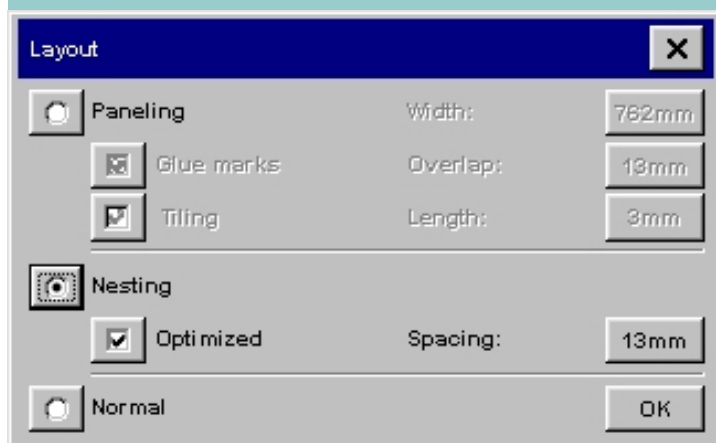 Layout
Paneling Width: 762mm
Glue marks Overlap: 13mm
Tiling Length: 3mm
Nesting
Optimized Spacing: 13mm
Normal OK